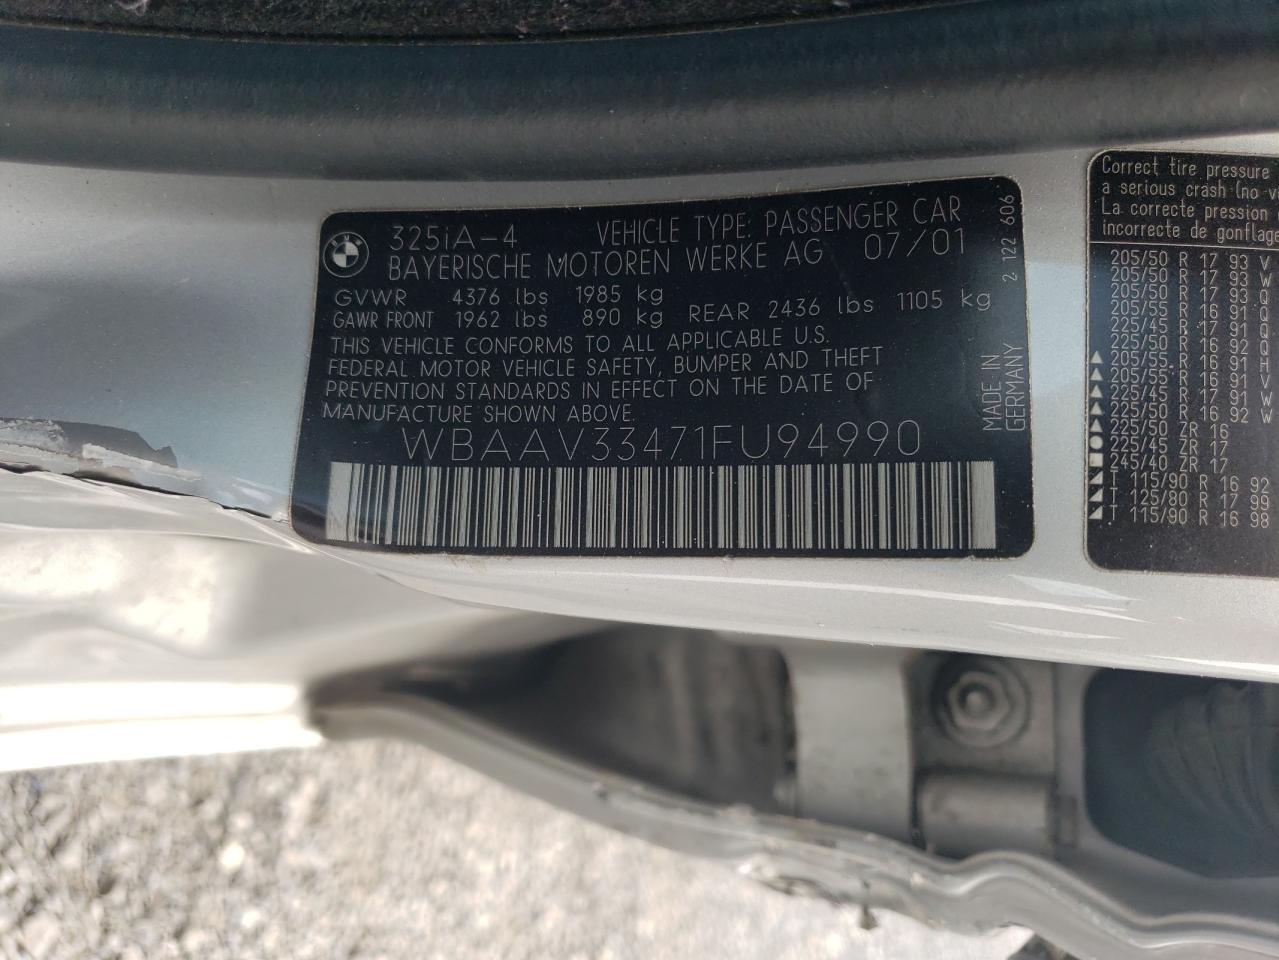 325iA-4 VEHICLE TYPE: PASSENGER CAR
BAYERISCHE MOTOREN WERKE AG 07/01
GVWR 4376 lbs 1985 kg
GAWR FRONT 1962 lbs 890 kg REAR 2436 lbs 1105 kg
THIS VEHICLE CONFORMS TO ALL APPLICABLE U.S.
FEDERAL MOTOR VEHICLE SAFETY, BUMPER AND THEFT
PREVENTION STANDARDS IN EFFECT ON THE DATE OF
MANUFACTURE SHOWN ABOVE.
WBAAV33471FU94990
2 122 606
MADE IN
GERMANY
Correct tire pressure
a serious crash (no
La correcte pression
incorrecte de
205/50 R 17 93 V
205/50 R 17 93 W
205/50 R 17 93 Q
205/55 R 16 91 Q
225/45 R 17 91 Q
225/50 R 16 92 Q
205/55 R 16 91 H
205/55 R 16 91 V
225/45 R 17 91 W
225/50 R 16 92 W
225/50 ZR 16
225/45 ZR 17
245/40 ZR 17
T 115/90 R 16 92
T 125/80 R 17 99
T 115/90 R 16 98